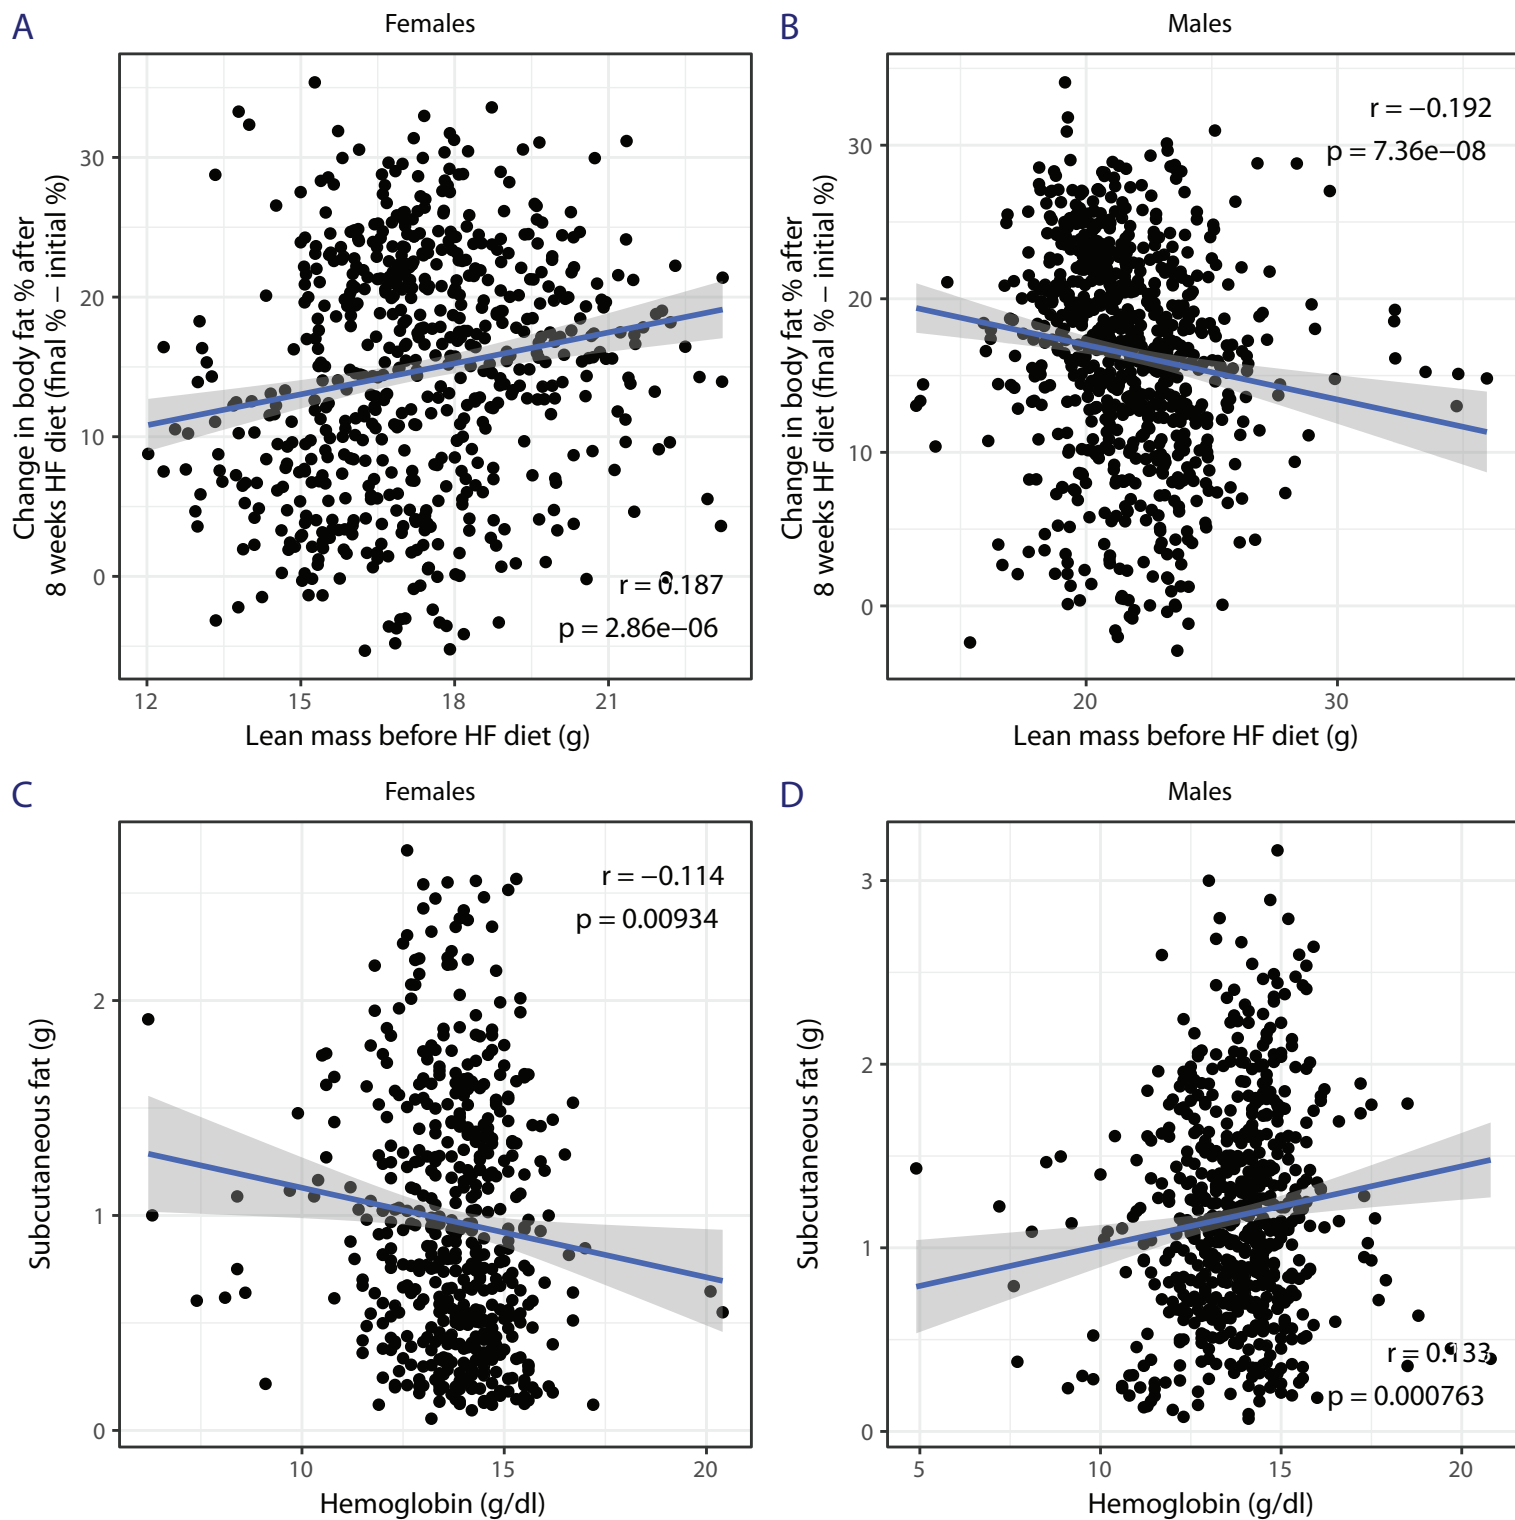 A
Females
Change in body fat % after
8 weeks HF diet (final % − initial %)
30
20
10
0
r = 0.187
p = 2.86e−06
12 15 18 21
Lean mass before HF diet (g)
B
Males
Change in body fat % after
8 weeks HF diet (final % − initial %)
30
20
10
0
r = −0.192
p = 7.36e−08
20 30
Lean mass before HF diet (g)
C
Females
Subcutaneous fat (g)
2
1
0
r = −0.114
p = 0.00934
10 15 20
Hemoglobin (g/dl)
D
Males
Subcutaneous fat (g)
3
2
1
0
r = 0.133
p = 0.000763
5 10 15 20
Hemoglobin (g/dl)